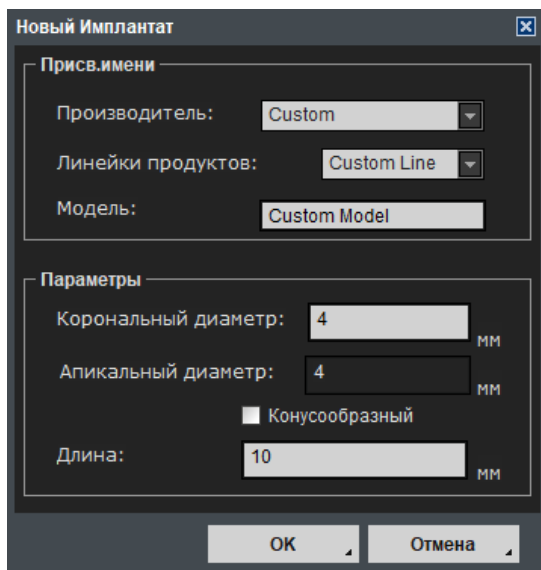 Новый Имплантат
Присв.имени
Производитель: Custom
Линейки продуктов: Custom Line
Модель: Custom Model
Параметры
Корональный диаметр: 4 мм
Апикальный диаметр: 4 мм
Конусообразный
Длина: 10 мм
OK Отмена